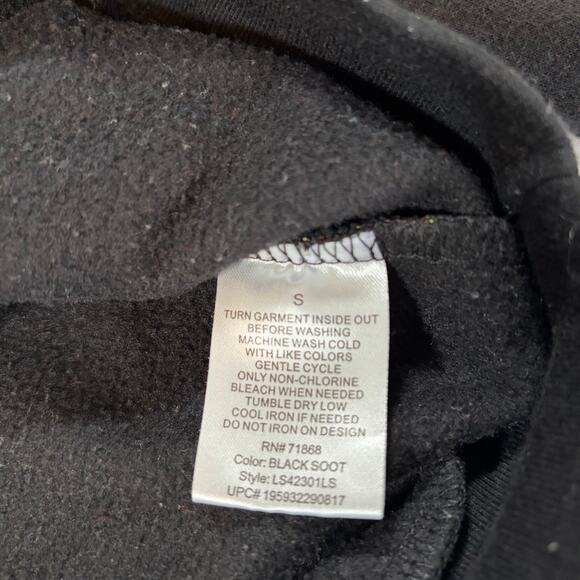 S
TURN GARMENT INSIDE OUT
BEFORE WASHING
MACHINE WASH COLD
WITH LIKE COLORS
GENTLE CYCLE
ONLY NON-CHLORINE
BLEACH WHEN NEEDED
TUMBLE DRY LOW
COOL IRON IF NEEDED
DO NOT IRON ON DESIGN
RN# 71868
Color: BLACK SOOT
Style: LS42301LS
UPC# 195932290817